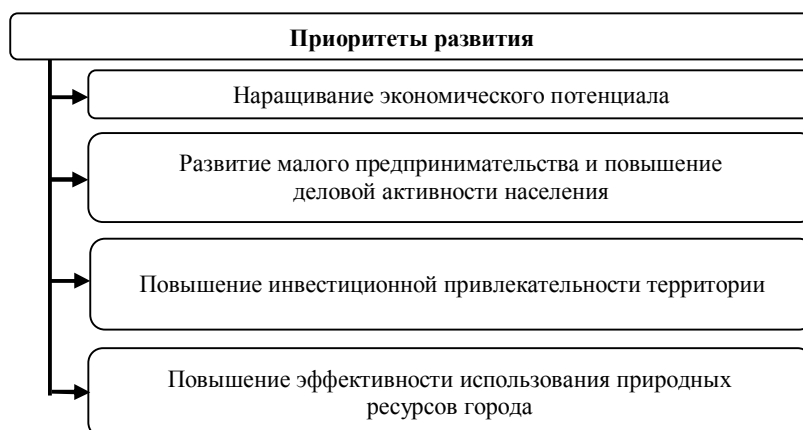 Приоритеты развития
Наращивание экономического потенциала
Развитие малого предпринимательства и повышение
деловой активности населения
Повышение инвестиционной привлекательности территории
Повышение эффективности использования природных
ресурсов города